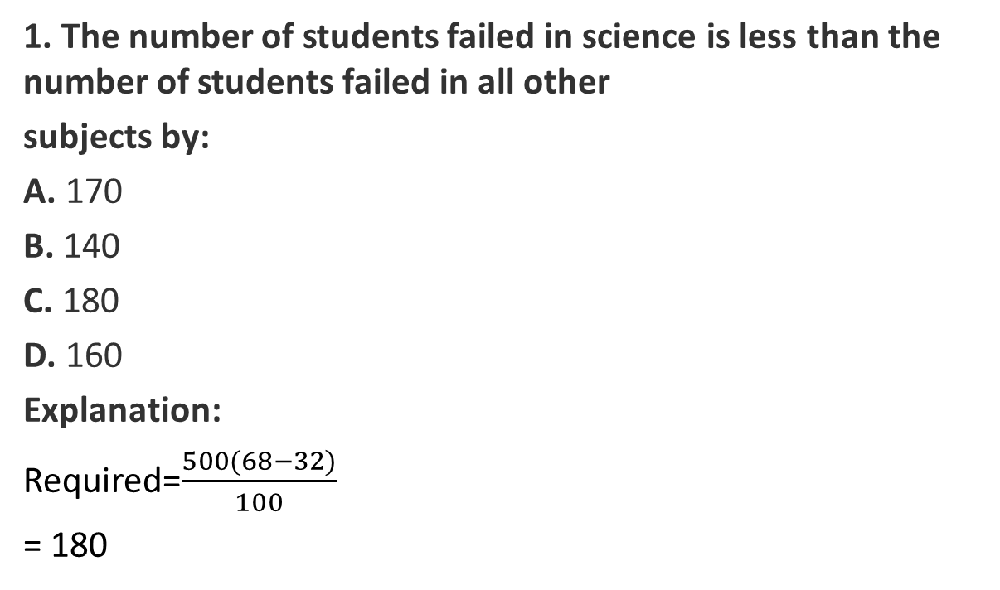 1. The number of students failed in science is less than the
number of students failed in all other
subjects by:
A. 170
B. 140
C. 180
D. 160
Explanation:
Required=500(68−32)/100
= 180